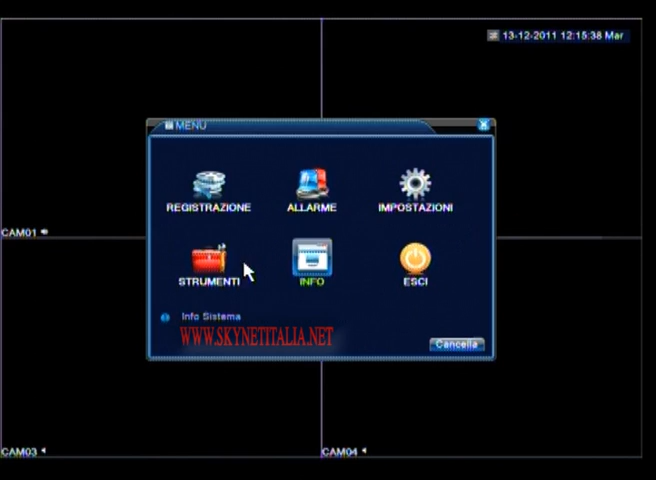 13-12-2011 12:15:38 Mar
MENU
REGISTRAZIONE
ALLARME
IMPOSTAZIONI
CAM01
STRUMENTI
INFO
ESCI
Info Sistema
WWW.SKYNETITALIA.NET
Cancella
CAM03
CAM04